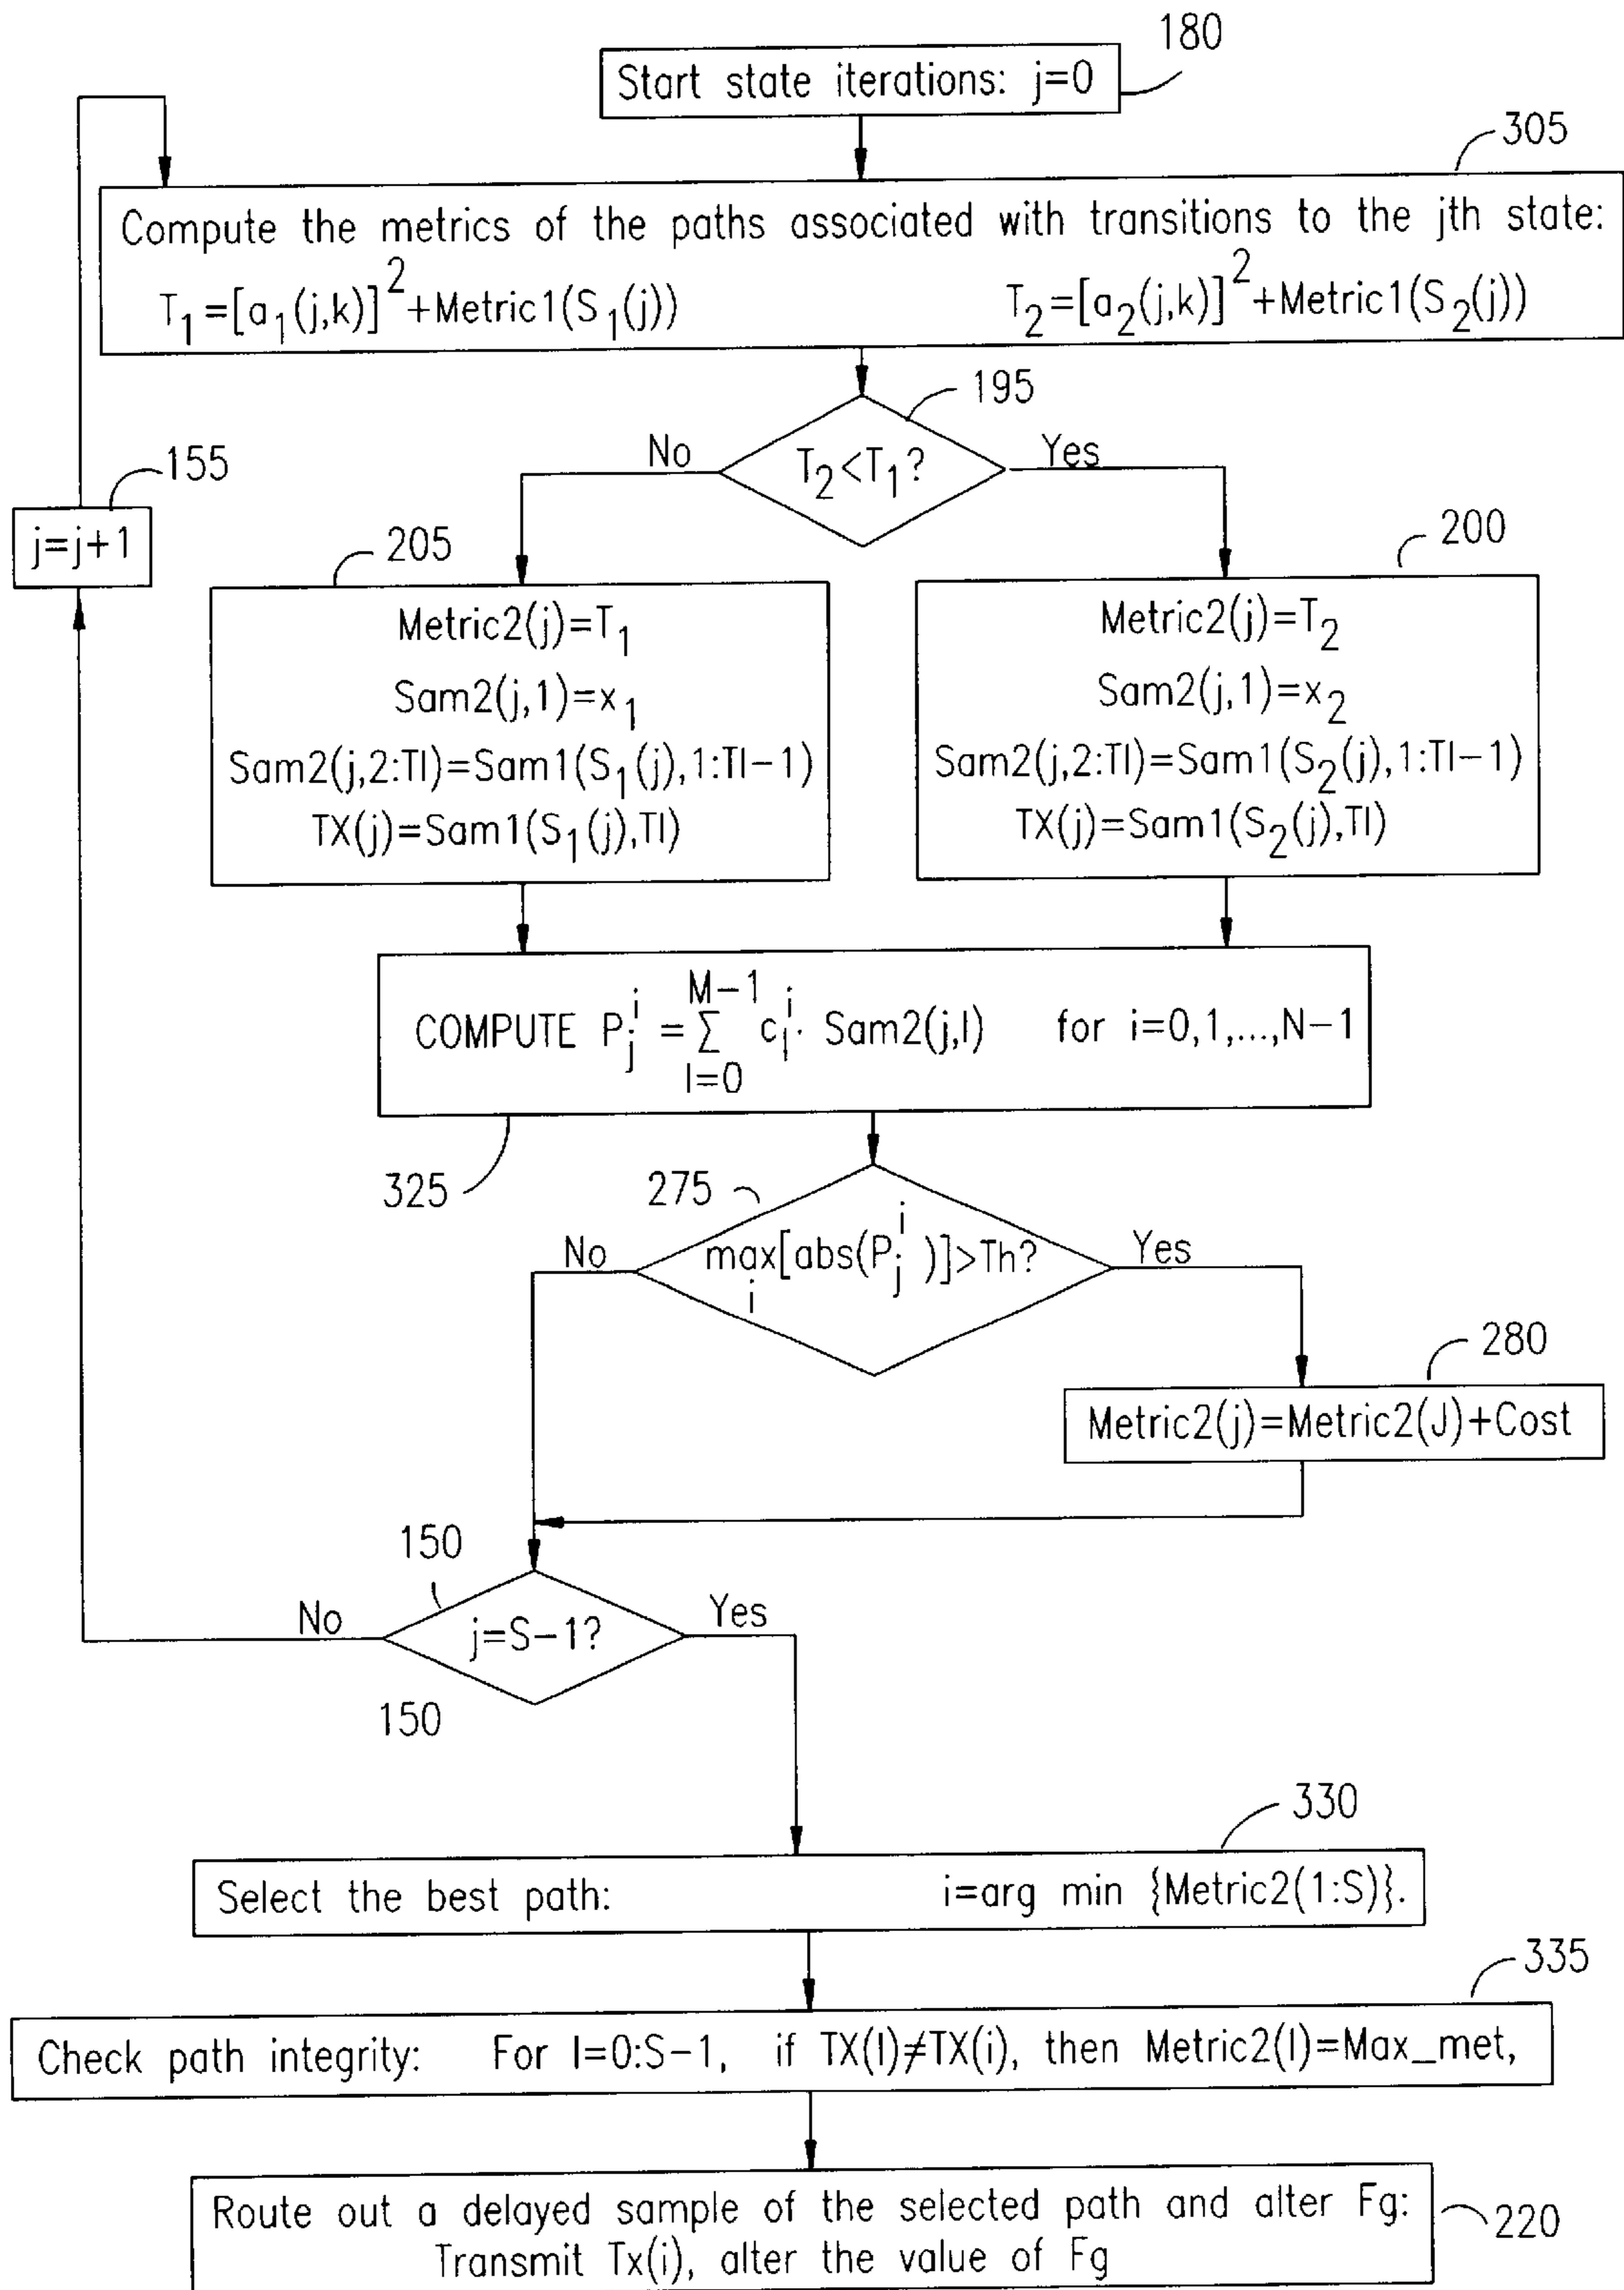 180
Start state iterations: j=0
305
Compute the metrics of the paths associated with transitions to the jth state:
T₁=[a₁(j,k)]²+Metric1(S₁(j)) T₂=[a₂(j,k)]²+Metric1(S₂(j))
195
No T₂<T₁? Yes
155
j=j+1
205
200
Metric2(j)=T₁
Sam2(j,1)=x₁
Sam2(j,2:Tl)=Sam1(S₁(j),1:Tl-1)
TX(j)=Sam1(S₁(j),Tl)
Metric2(j)=T₂
Sam2(j,1)=x₂
Sam2(j,2:Tl)=Sam1(S₂(j),1:Tl-1)
TX(j)=Sam1(S₂(j),Tl)
M-1
COMPUTE Pⱼⁱ = Σ cₗⁱ· Sam2(j,l) for i=0,1,...,N-1
l=0
325
275
No max[abs(Pⱼⁱ)]>Th? Yes
i
280
Metric2(j)=Metric2(J)+Cost
150
No j=S-1? Yes
150
330
Select the best path: i=arg min {Metric2(1:S)}.
335
Check path integrity: For l=0:S-1, if TX(l)≠TX(i), then Metric2(l)=Max_met,
Route out a delayed sample of the selected path and alter Fg:
Transmit Tx(i), alter the value of Fg
220